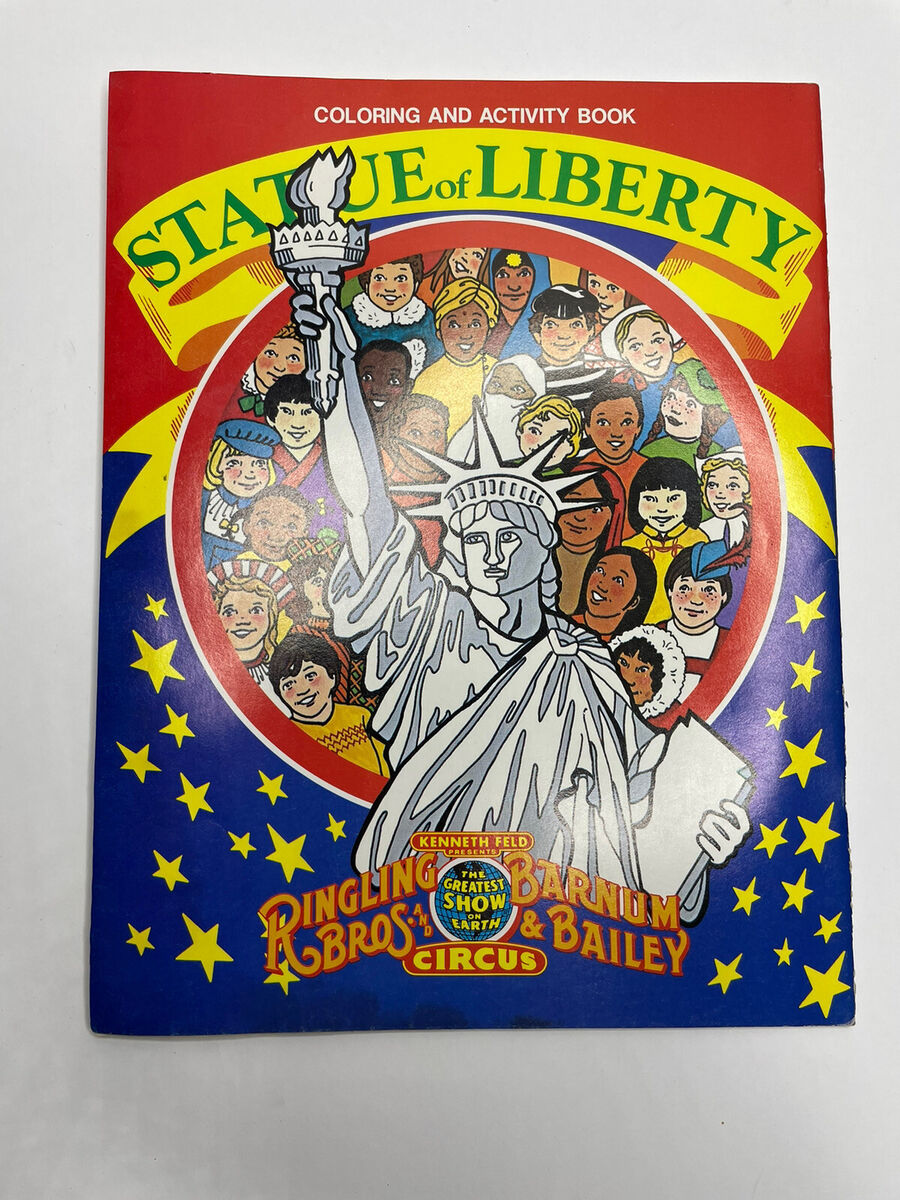 COLORING AND ACTIVITY BOOK
STATUE of LIBERTY
KENNETH FELD
PRESENTS
RINGLING
BROS AND
THE
GREATEST
SHOW
ON
EARTH
BARNUM
& BAILEY
CIRCUS